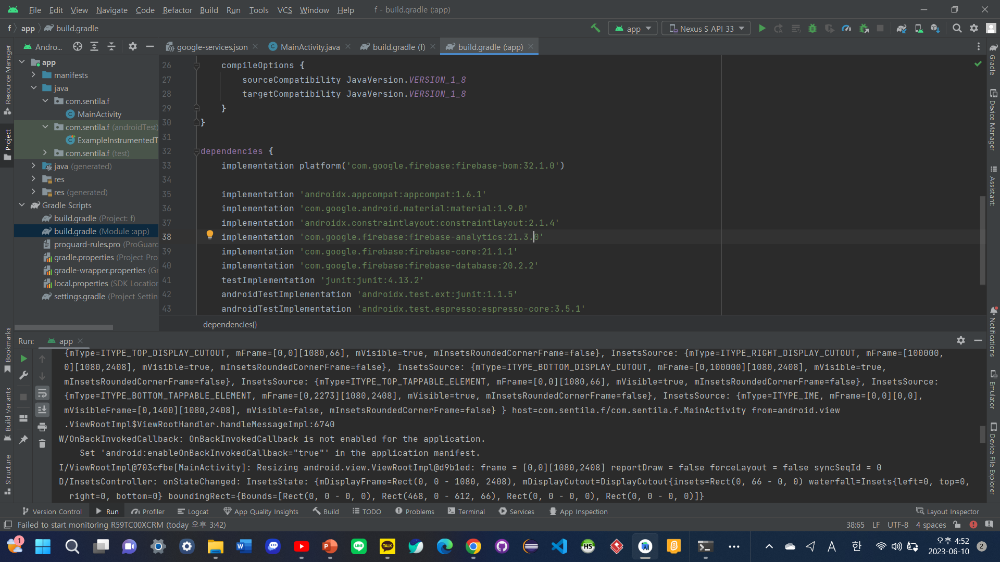 File Edit View Navigate Code Refactor Build Run Tools VCS Window Help f - build.gradle (:app)
f app build.gradle
app Nexus S API 33
Andro...
google-services.json MainActivity.java build.gradle (f) build.gradle (:app)
Resource Manager
Project
Bookmarks
Build Variants
Structure
app
manifests
java
com.sentila.f
MainActivity
com.sentila.f (androidTest)
ExampleInstrumentedT
com.sentila.f (test)
java (generated)
res
res (generated)
Gradle Scripts
build.gradle (Project: f)
build.gradle (Module :app)
proguard-rules.pro (ProGuard
gradle.properties (Project Pro
gradle-wrapper.properties (Gr
local.properties (SDK Location
settings.gradle (Project Settin
26 compileOptions {
27 sourceCompatibility JavaVersion.VERSION_1_8
28 targetCompatibility JavaVersion.VERSION_1_8
29 }
30 }
31
32 dependencies {
33 implementation platform('com.google.firebase:firebase-bom:32.1.0')
34
35 implementation 'androidx.appcompat:appcompat:1.6.1'
36 implementation 'com.google.android.material:material:1.9.0'
37 implementation 'androidx.constraintlayout:constraintlayout:2.1.4'
38 implementation 'com.google.firebase:firebase-analytics:21.3.0'
39 implementation 'com.google.firebase:firebase-core:21.1.1'
40 implementation 'com.google.firebase:firebase-database:20.2.2'
41 testImplementation 'junit:junit:4.13.2'
42 androidTestImplementation 'androidx.test.ext:junit:1.1.5'
43 androidTestImplementation 'androidx.test.espresso:espresso-core:3.5.1'
dependencies{}
Gradle
Device Manager
Assistant:
Notifications
Emulator
Device File Explorer
Run: app
{mType=ITYPE_TOP_DISPLAY_CUTOUT, mFrame=[0,0][1080,66], mVisible=true, mInsetsRoundedCornerFrame=false}, InsetsSource: {mType=ITYPE_RIGHT_DISPLAY_CUTOUT, mFrame=[100000,
0][1080,2408], mVisible=true, mInsetsRoundedCornerFrame=false}, InsetsSource: {mType=ITYPE_BOTTOM_DISPLAY_CUTOUT, mFrame=[0,100000][1080,2408], mVisible=true,
mInsetsRoundedCornerFrame=false}, InsetsSource: {mType=ITYPE_TOP_TAPPABLE_ELEMENT, mFrame=[0,0][1080,66], mVisible=true, mInsetsRoundedCornerFrame=false}, InsetsSource:
{mType=ITYPE_BOTTOM_TAPPABLE_ELEMENT, mFrame=[0,2273][1080,2408], mVisible=true, mInsetsRoundedCornerFrame=false}, InsetsSource: {mType=ITYPE_IME, mFrame=[0,0][0,0],
mVisibleFrame=[0,1400][1080,2408], mVisible=false, mInsetsRoundedCornerFrame=false} } host=com.sentila.f/com.sentila.f.MainActivity from=android.view
.ViewRootImpl$ViewRootHandler.handleMessageImpl:6740
W/OnBackInvokedCallback: OnBackInvokedCallback is not enabled for the application.
Set 'android:enableOnBackInvokedCallback="true"' in the application manifest.
I/ViewRootImpl@703cfbe[MainActivity]: Resizing android.view.ViewRootImpl@d9b1ed: frame = [0,0][1080,2408] reportDraw = false forceLayout = false syncSeqId = 0
D/InsetsController: onStateChanged: InsetsState: {mDisplayFrame=Rect(0, 0 - 1080, 2408), mDisplayCutout=DisplayCutout{insets=Rect(0, 66 - 0, 0) waterfall=Insets{left=0, top=0,
right=0, bottom=0} boundingRect={Bounds=[Rect(0, 0 - 0, 0), Rect(468, 0 - 612, 66), Rect(0, 0 - 0, 0), Rect(0, 0 - 0, 0)]}
Version Control Run Profiler Logcat App Quality Insights Build TODO Problems Terminal Services App Inspection Layout Inspector
Failed to start monitoring R59TC00XCRM (today 오후 3:42) 38:65 LF UTF-8 4 spaces
1 W P LINE TALK HS AI A 한 오후 4:52
2023-06-10 2